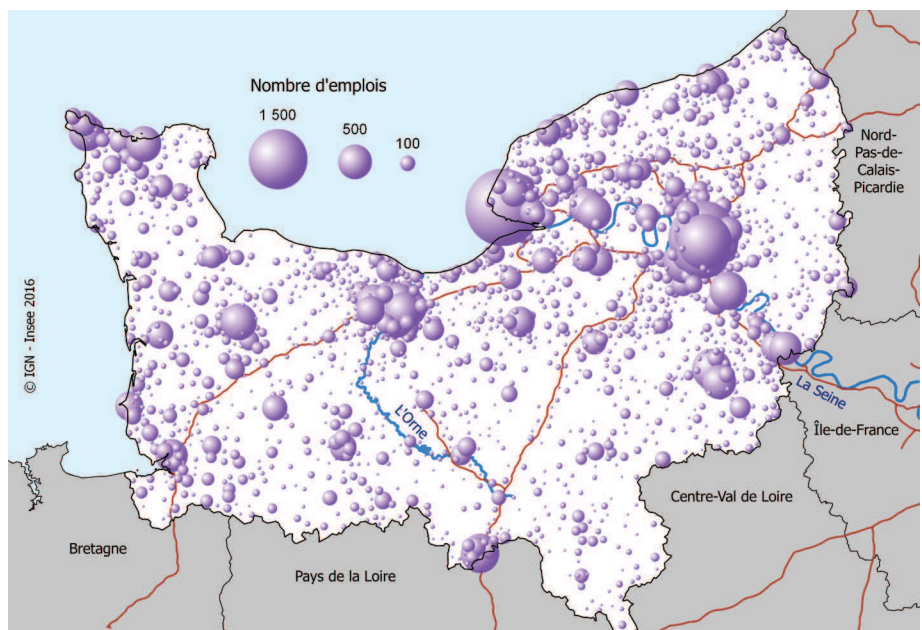 Nombre d'emplois
1 500
500
100
Nord-
Pas-de-
Calais-
Picardie
© IGN - Insee 2016
L'Orne
La Seine
Île-de-France
Centre-Val de Loire
Bretagne
Pays de la Loire